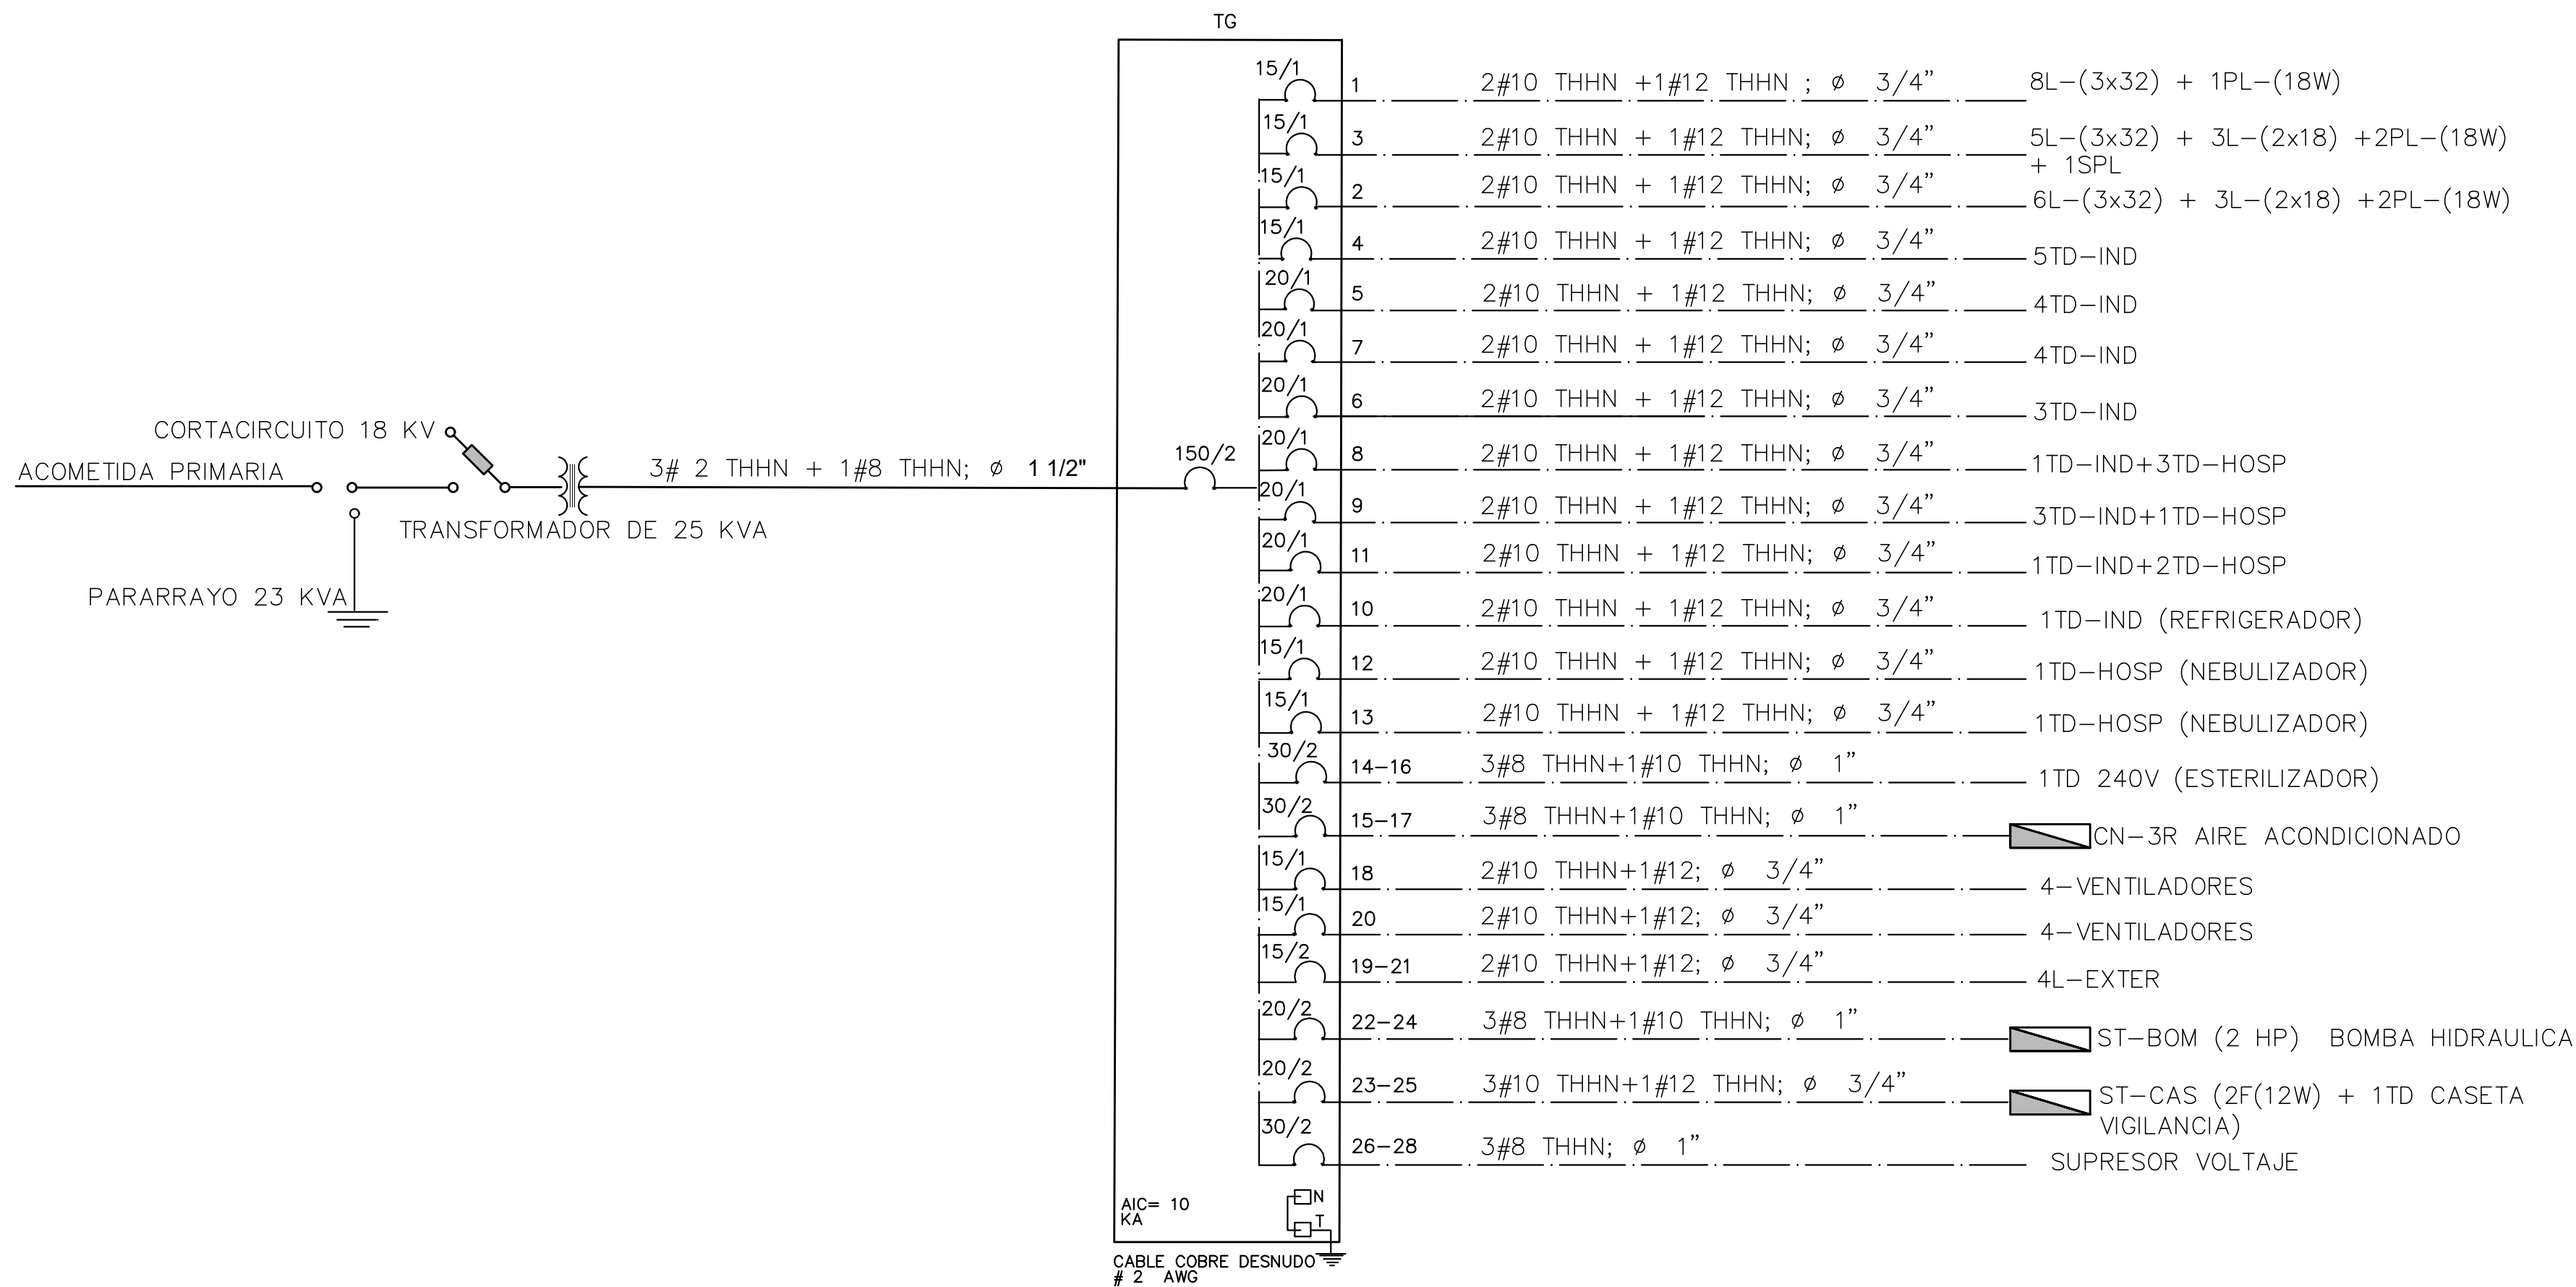 TG
15/1 1 2#10 THHN +1#12 THHN ; ø 3/4" 8L-(3x32) + 1PL-(18W)
15/1 3 2#10 THHN + 1#12 THHN; ø 3/4" 5L-(3x32) + 3L-(2x18) +2PL-(18W)
+ 1SPL
15/1 2 2#10 THHN + 1#12 THHN; ø 3/4" 6L-(3x32) + 3L-(2x18) +2PL-(18W)
15/1 4 2#10 THHN + 1#12 THHN; ø 3/4" 5TD-IND
20/1 5 2#10 THHN + 1#12 THHN; ø 3/4" 4TD-IND
20/1 7 2#10 THHN + 1#12 THHN; ø 3/4" 4TD-IND
20/1 6 2#10 THHN + 1#12 THHN; ø 3/4" 3TD-IND
CORTACIRCUITO 18 KV
ACOMETIDA PRIMARIA
3# 2 THHN + 1#8 THHN; ø 1 1/2"
150/2
TRANSFORMADOR DE 25 KVA
PARARRAYO 23 KVA
20/1 8 2#10 THHN + 1#12 THHN; ø 3/4" 1TD-IND+3TD-HOSP
20/1 9 2#10 THHN + 1#12 THHN; ø 3/4" 3TD-IND+1TD-HOSP
20/1 11 2#10 THHN + 1#12 THHN; ø 3/4" 1TD-IND+2TD-HOSP
20/1 10 2#10 THHN + 1#12 THHN; ø 3/4" 1TD-IND (REFRIGERADOR)
15/1 12 2#10 THHN + 1#12 THHN; ø 3/4" 1TD-HOSP (NEBULIZADOR)
15/1 13 2#10 THHN + 1#12 THHN; ø 3/4" 1TD-HOSP (NEBULIZADOR)
30/2 14-16 3#8 THHN+1#10 THHN; ø 1" 1TD 240V (ESTERILIZADOR)
30/2 15-17 3#8 THHN+1#10 THHN; ø 1" CN-3R AIRE ACONDICIONADO
15/1 18 2#10 THHN+1#12; ø 3/4" 4-VENTILADORES
15/1 20 2#10 THHN+1#12; ø 3/4" 4-VENTILADORES
15/2 19-21 2#10 THHN+1#12; ø 3/4" 4L-EXTER
20/2 22-24 3#8 THHN+1#10 THHN; ø 1" ST-BOM (2 HP) BOMBA HIDRAULICA
20/2 23-25 3#10 THHN+1#12 THHN; ø 3/4" ST-CAS (2F(12W) + 1TD CASETA
VIGILANCIA)
30/2 26-28 3#8 THHN; ø 1" SUPRESOR VOLTAJE
N
AIC= 10
KA
T
CABLE COBRE DESNUDO
# 2 AWG